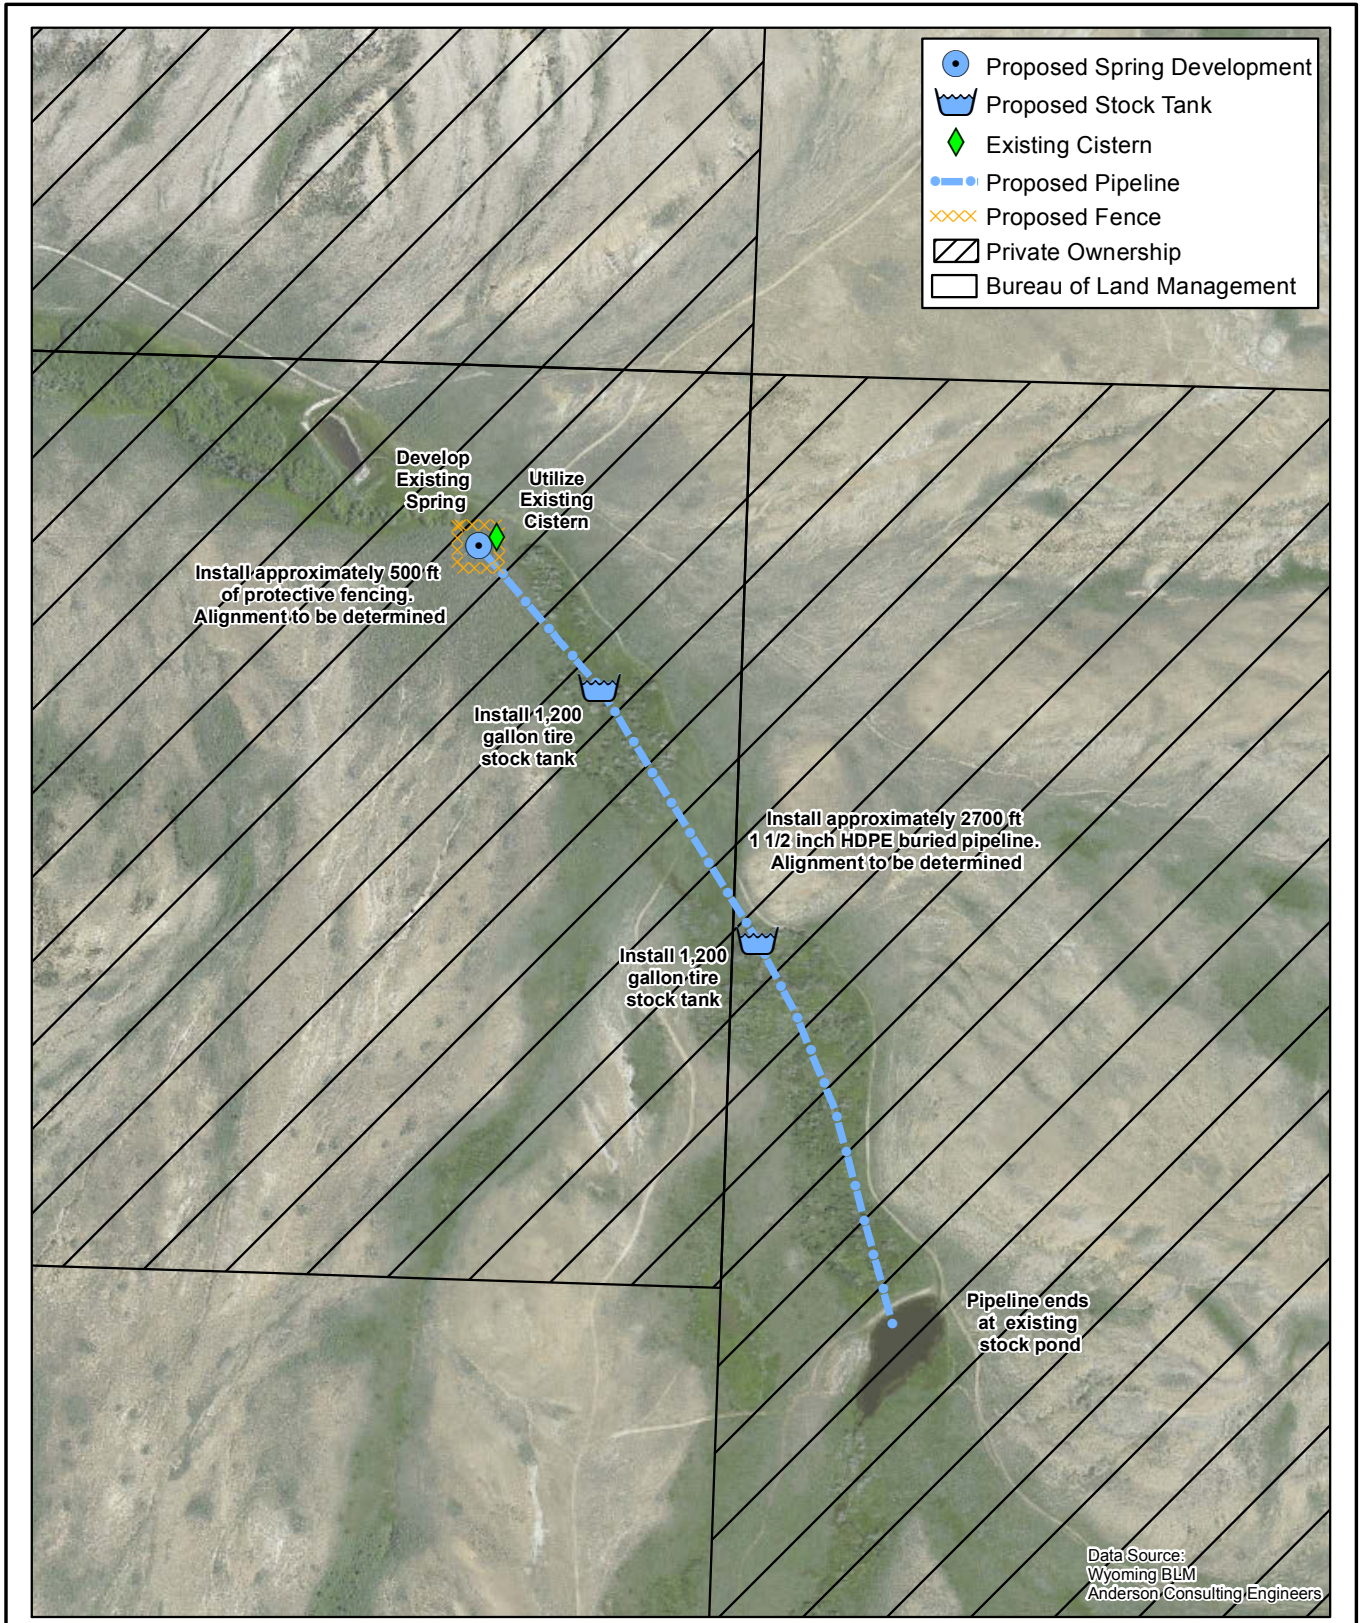 Proposed Spring Development
Proposed Stock Tank
Existing Cistern
Proposed Pipeline
Proposed Fence
Private Ownership
Bureau of Land Management
Develop
Existing
Spring
Utilize
Existing
Cistern
Install approximately 500 ft
of protective fencing.
Alignment to be determined
Install 1,200
gallon tire
stock tank
Install approximately 2700 ft
1 1/2 inch HDPE buried pipeline.
Alignment to be determined
Install 1,200
gallon tire
stock tank
Pipeline ends
at existing
stock pond
Data Source:
Wyoming BLM
Anderson Consulting Engineers